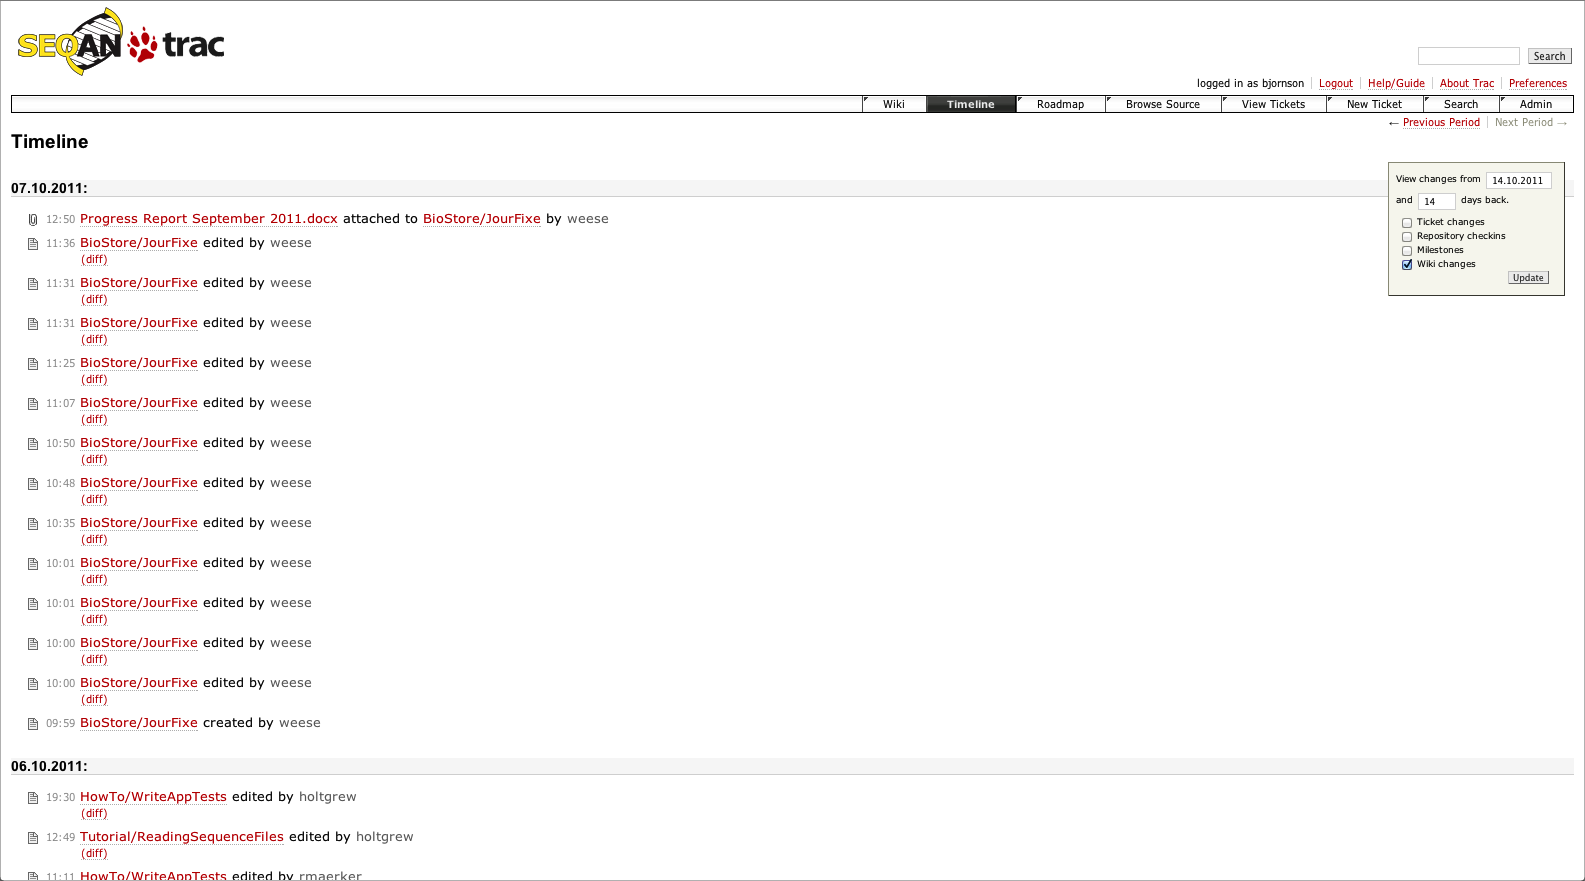 SEQAN trac
Search
logged in as bjornson Logout Help/Guide About Trac Preferences
Wiki Timeline Roadmap Browse Source View Tickets New Ticket Search Admin
← Previous Period Next Period →
Timeline
View changes from 14.10.2011
and 14 days back.
Ticket changes
Repository checkins
Milestones
Wiki changes
Update
07.10.2011:
12:50 Progress Report September 2011.docx attached to BioStore/JourFixe by weese
11:36 BioStore/JourFixe edited by weese
(diff)
11:31 BioStore/JourFixe edited by weese
(diff)
11:31 BioStore/JourFixe edited by weese
(diff)
11:25 BioStore/JourFixe edited by weese
(diff)
11:07 BioStore/JourFixe edited by weese
(diff)
10:50 BioStore/JourFixe edited by weese
(diff)
10:48 BioStore/JourFixe edited by weese
(diff)
10:35 BioStore/JourFixe edited by weese
(diff)
10:01 BioStore/JourFixe edited by weese
(diff)
10:01 BioStore/JourFixe edited by weese
(diff)
10:00 BioStore/JourFixe edited by weese
(diff)
10:00 BioStore/JourFixe edited by weese
(diff)
09:59 BioStore/JourFixe created by weese
06.10.2011:
19:30 HowTo/WriteAppTests edited by holtgrew
(diff)
12:49 Tutorial/ReadingSequenceFiles edited by holtgrew
(diff)
11:11 HowTo/WriteAppTests edited by rmaerker